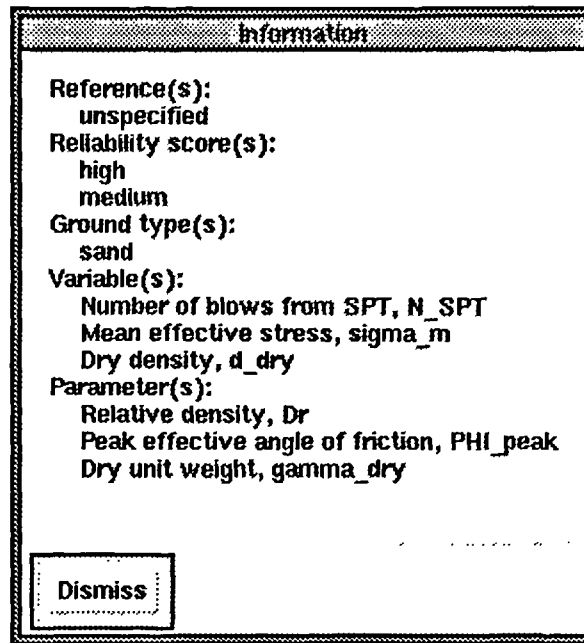 Information
Reference(s):
unspecified
Reliability score(s):
high
medium
Ground type(s):
sand
Variable(s):
Number of blows from SPT, N_SPT
Mean effective stress, sigma_m
Dry density, d_dry
Parameter(s):
Relative density, Dr
Peak effective angle of friction, PHI_peak
Dry unit weight, gamma_dry
Dismiss